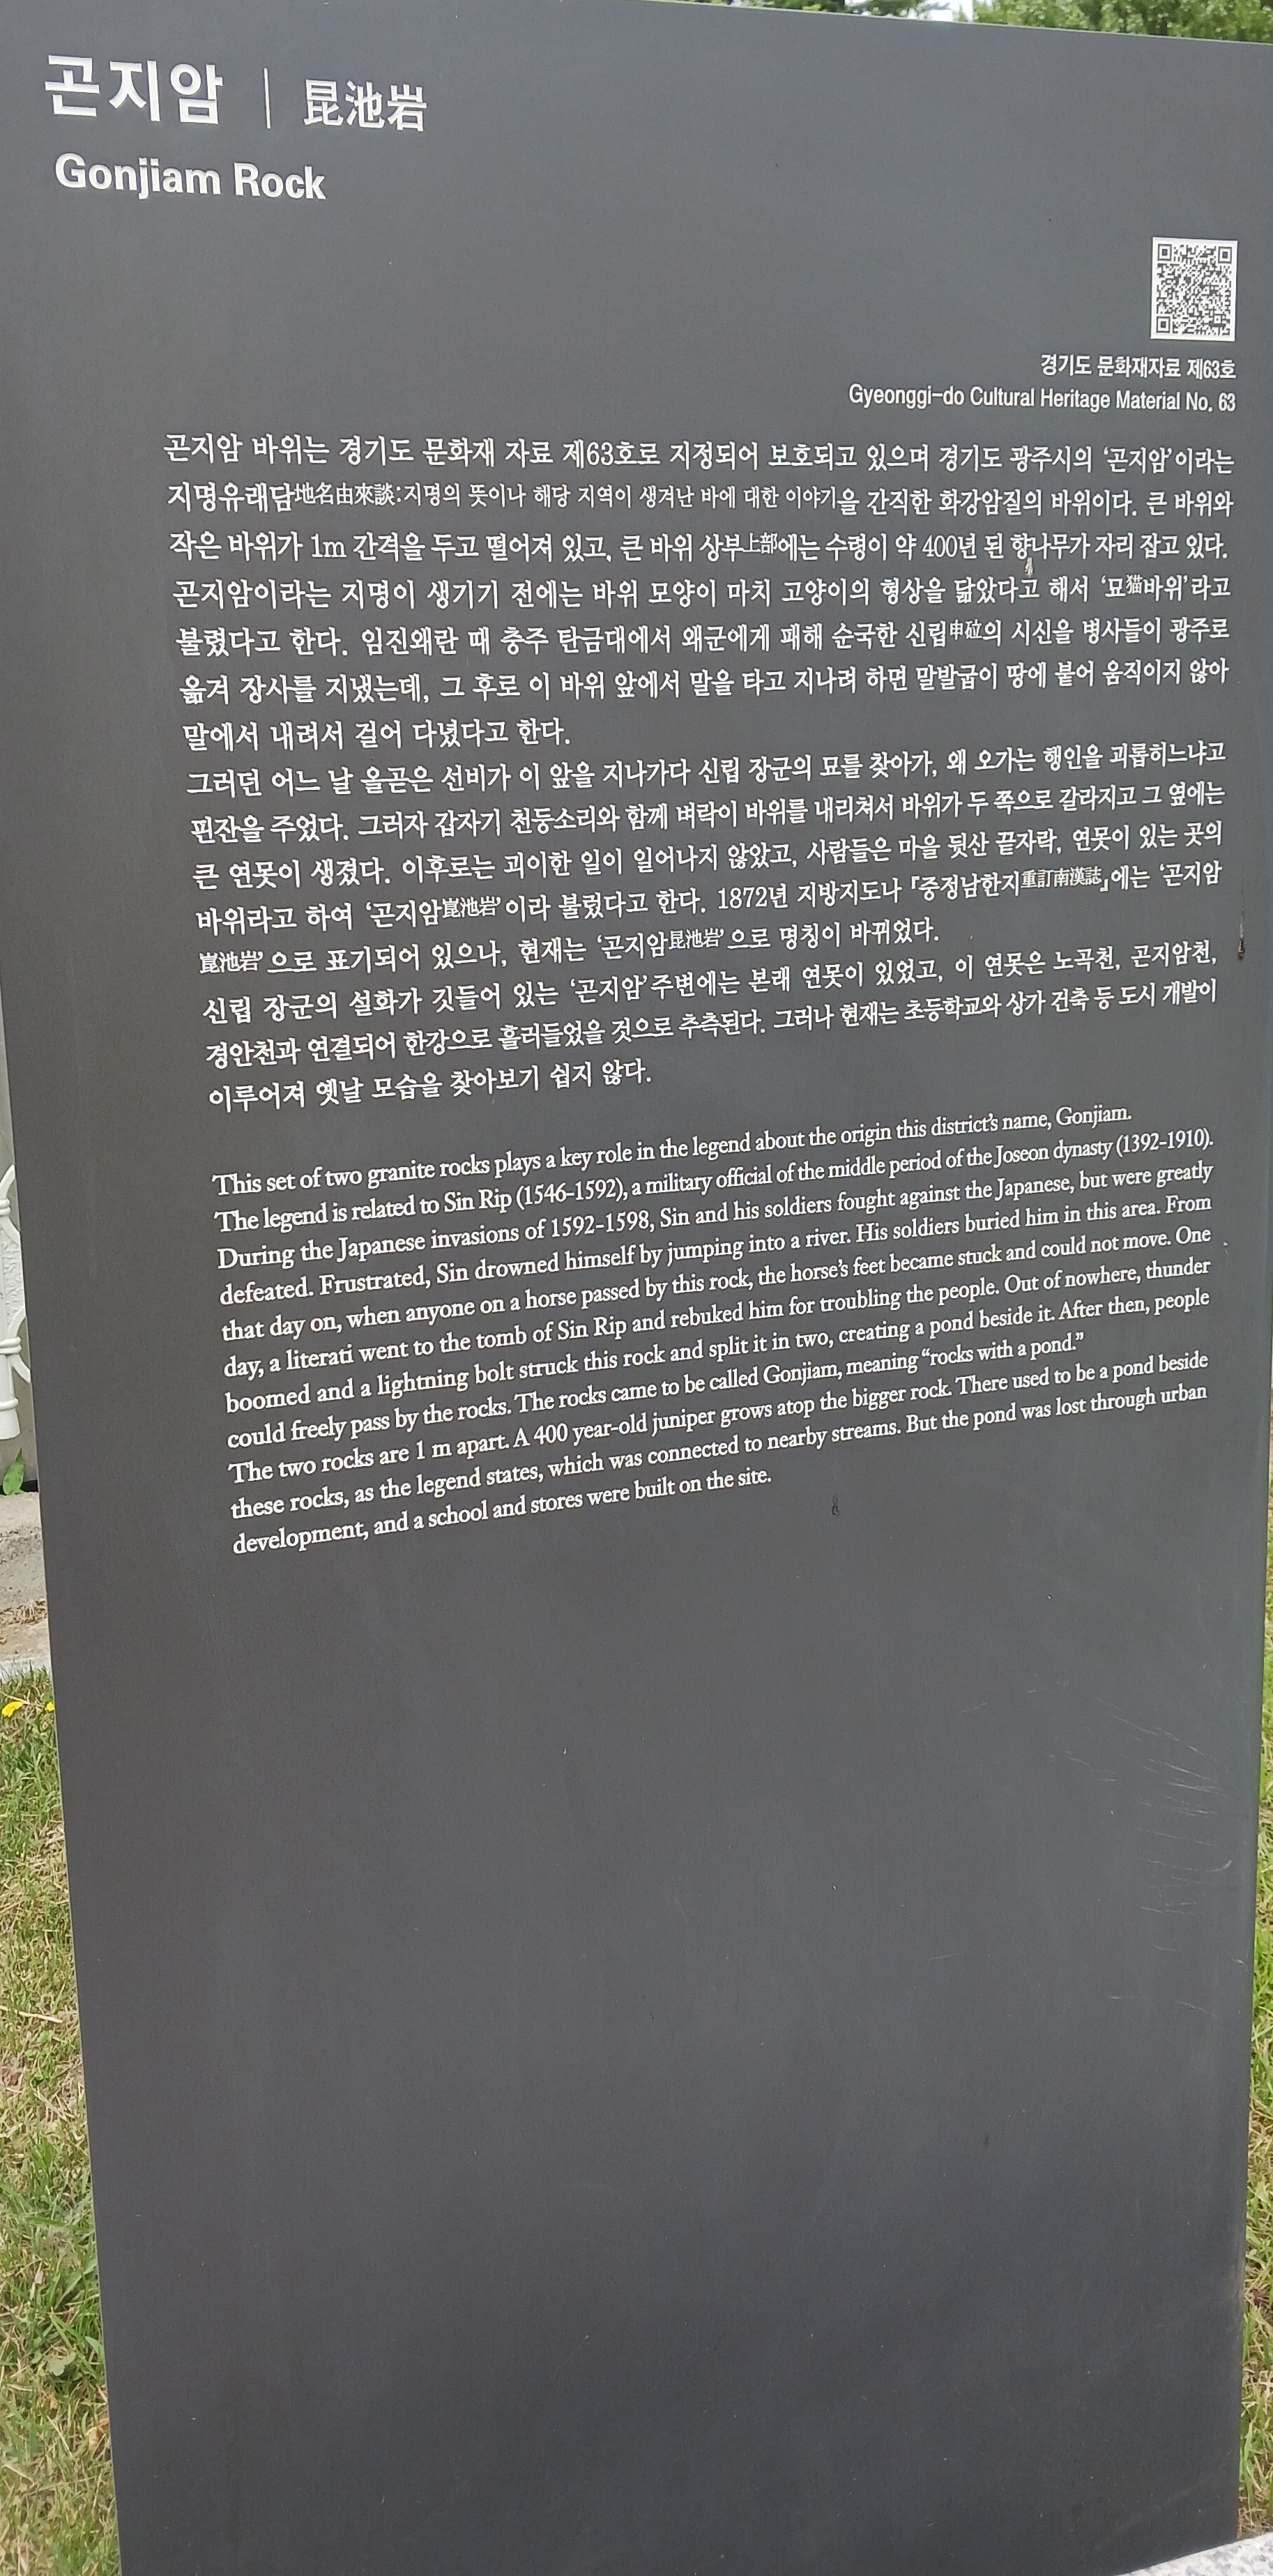 곤지암 | 昆池岩
Gonjiam Rock
경기도 문화재자료 제63호
Gyeonggi-do Cultural Heritage Material No. 63
곤지암 바위는 경기도 문화재 자료 제63호로 지정되어 보호되고 있으며 경기도 광주시의 ‘곤지암’이라는
지명유래담地名由來談:지명의 뜻이나 해당 지역이 생겨난 바에 대한 이야기을 간직한 화강암질의 바위이다. 큰 바위와
작은 바위가 1m 간격을 두고 떨어져 있고, 큰 바위 상부上部에는 수령이 약 400년 된 향나무가 자리 잡고 있다.
곤지암이라는 지명이 생기기 전에는 바위 모양이 마치 고양이의 형상을 닮았다고 해서 ‘묘猫바위’라고
불렸다고 한다. 임진왜란 때 충주 탄금대에서 왜군에게 패해 순국한 신립申砬의 시신을 병사들이 광주로
옮겨 장사를 지냈는데, 그 후로 이 바위 앞에서 말을 타고 지나려 하면 말발굽이 땅에 붙어 움직이지 않아
말에서 내려서 걸어 다녔다고 한다.
그러던 어느 날 올곧은 선비가 이 앞을 지나가다 신립 장군의 묘를 찾아가, 왜 오가는 행인을 괴롭히느냐고
핀잔을 주었다. 그러자 갑자기 천둥소리와 함께 벼락이 바위를 내리쳐서 바위가 두 쪽으로 갈라지고 그 옆에는
큰 연못이 생겼다. 이후로는 괴이한 일이 일어나지 않았고, 사람들은 마을 뒷산 끝자락, 연못이 있는 곳의
바위라고 하여 ‘곤지암崑池岩’이라 불렀다고 한다. 1872년 지방지도나 『중정남한지重訂南漢誌』에는 ‘곤지암
崑池岩’으로 표기되어 있으나, 현재는 ‘곤지암昆池岩’으로 명칭이 바뀌었다.
신립 장군의 설화가 깃들어 있는 ‘곤지암’ 주변에는 본래 연못이 있었고, 이 연못은 노곡천, 곤지암천,
경안천과 연결되어 한강으로 흘러들었을 것으로 추측된다. 그러나 현재는 초등학교와 상가 건축 등 도시 개발이
이루어져 옛날 모습을 찾아보기 쉽지 않다.
This set of two granite rocks plays a key role in the legend about the origin this district’s name, Gonjiam.
The legend is related to Sin Rip (1546-1592), a military official of the middle period of the Joseon dynasty (1392-1910).
During the Japanese invasions of 1592-1598, Sin and his soldiers fought against the Japanese, but were greatly
defeated. Frustrated, Sin drowned himself by jumping into a river. His soldiers buried him in this area. From
that day on, when anyone on a horse passed by this rock, the horse’s feet became stuck and could not move. One
day, a literati went to the tomb of Sin Rip and rebuked him for troubling the people. Out of nowhere, thunder
boomed and a lightning bolt struck this rock and split it in two, creating a pond beside it. After then, people
could freely pass by the rocks. The rocks came to be called Gonjiam, meaning “rocks with a pond.”
The two rocks are 1 m apart. A 400 year-old juniper grows atop the bigger rock. There used to be a pond beside
these rocks, as the legend states, which was connected to nearby streams. But the pond was lost through urban
development, and a school and stores were built on the site.